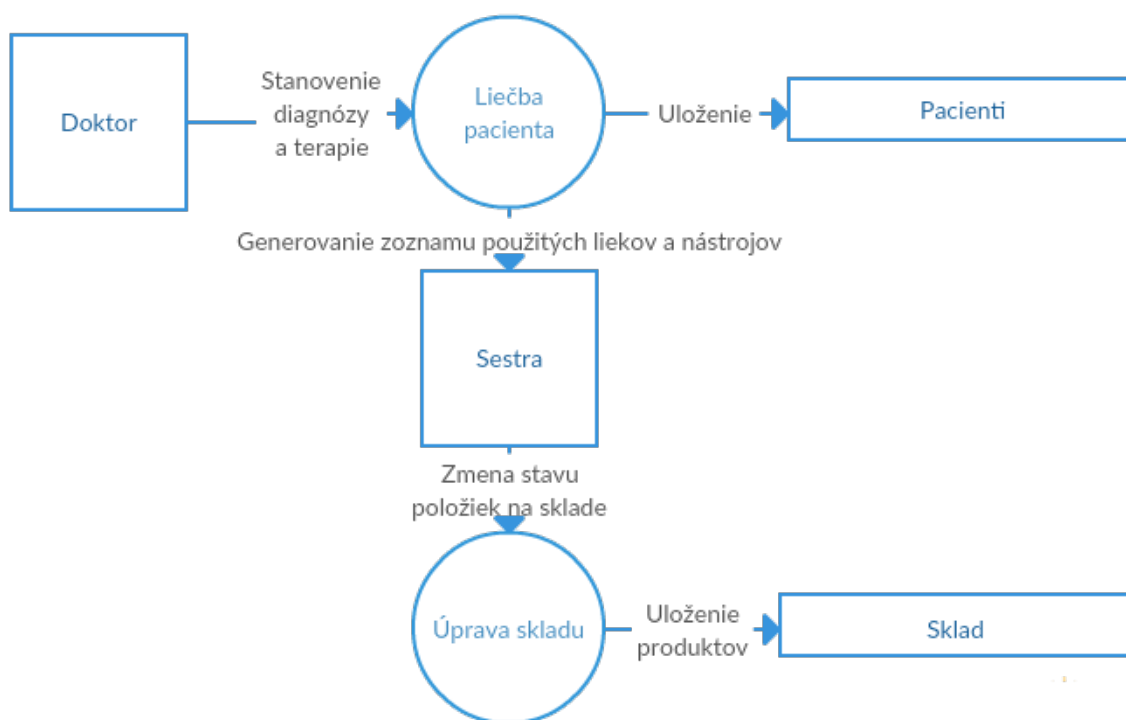 Doktor
Stanovenie
diagnózy
a terapie
Liečba
pacienta
Uloženie
Pacienti
Generovanie zoznamu použitých liekov a nástrojov
Sestra
Zmena stavu
položiek na sklade
Úprava skladu
Uloženie
produktov
Sklad